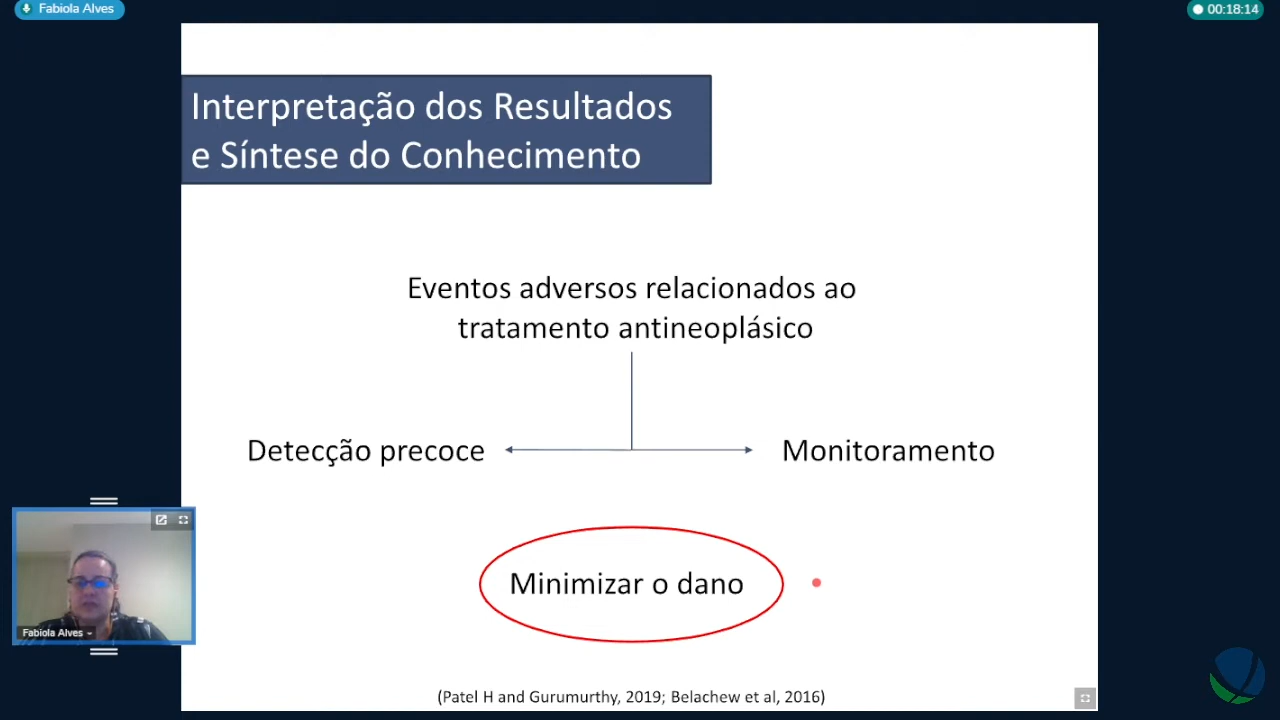 Fabiola Alves
00:18:14
Interpretação dos Resultados
e Síntese do Conhecimento
Eventos adversos relacionados ao
tratamento antineoplásico
Detecção precoce
Monitoramento
Minimizar o dano
Fabiola Alves
(Patel H and Gurumurthy, 2019; Belachew et al, 2016)